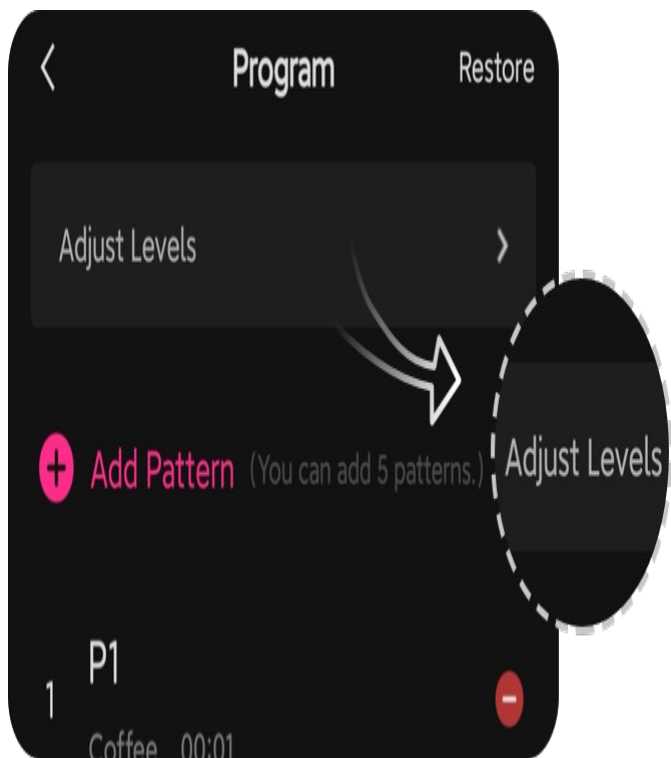 Program Restore
Adjust Levels
Add Pattern (You can add 5 patterns.)
Adjust Levels
P1
1
Coffee 00:01